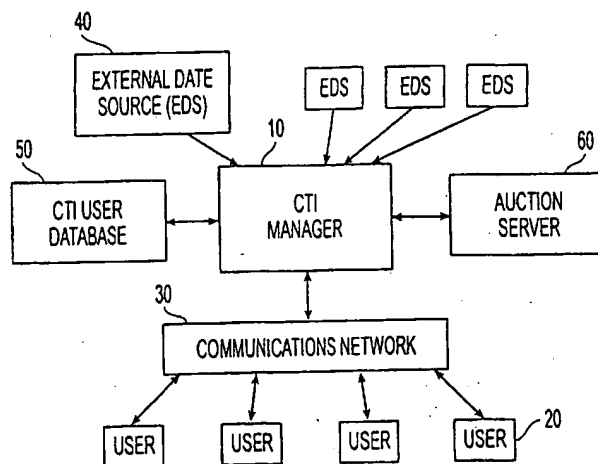 40
EXTERNAL DATE
SOURCE (EDS)
EDS
EDS
EDS
10
50
60
CTI USER
DATABASE
CTI
MANAGER
AUCTION
SERVER
30
COMMUNICATIONS NETWORK
USER
USER
USER
USER
20